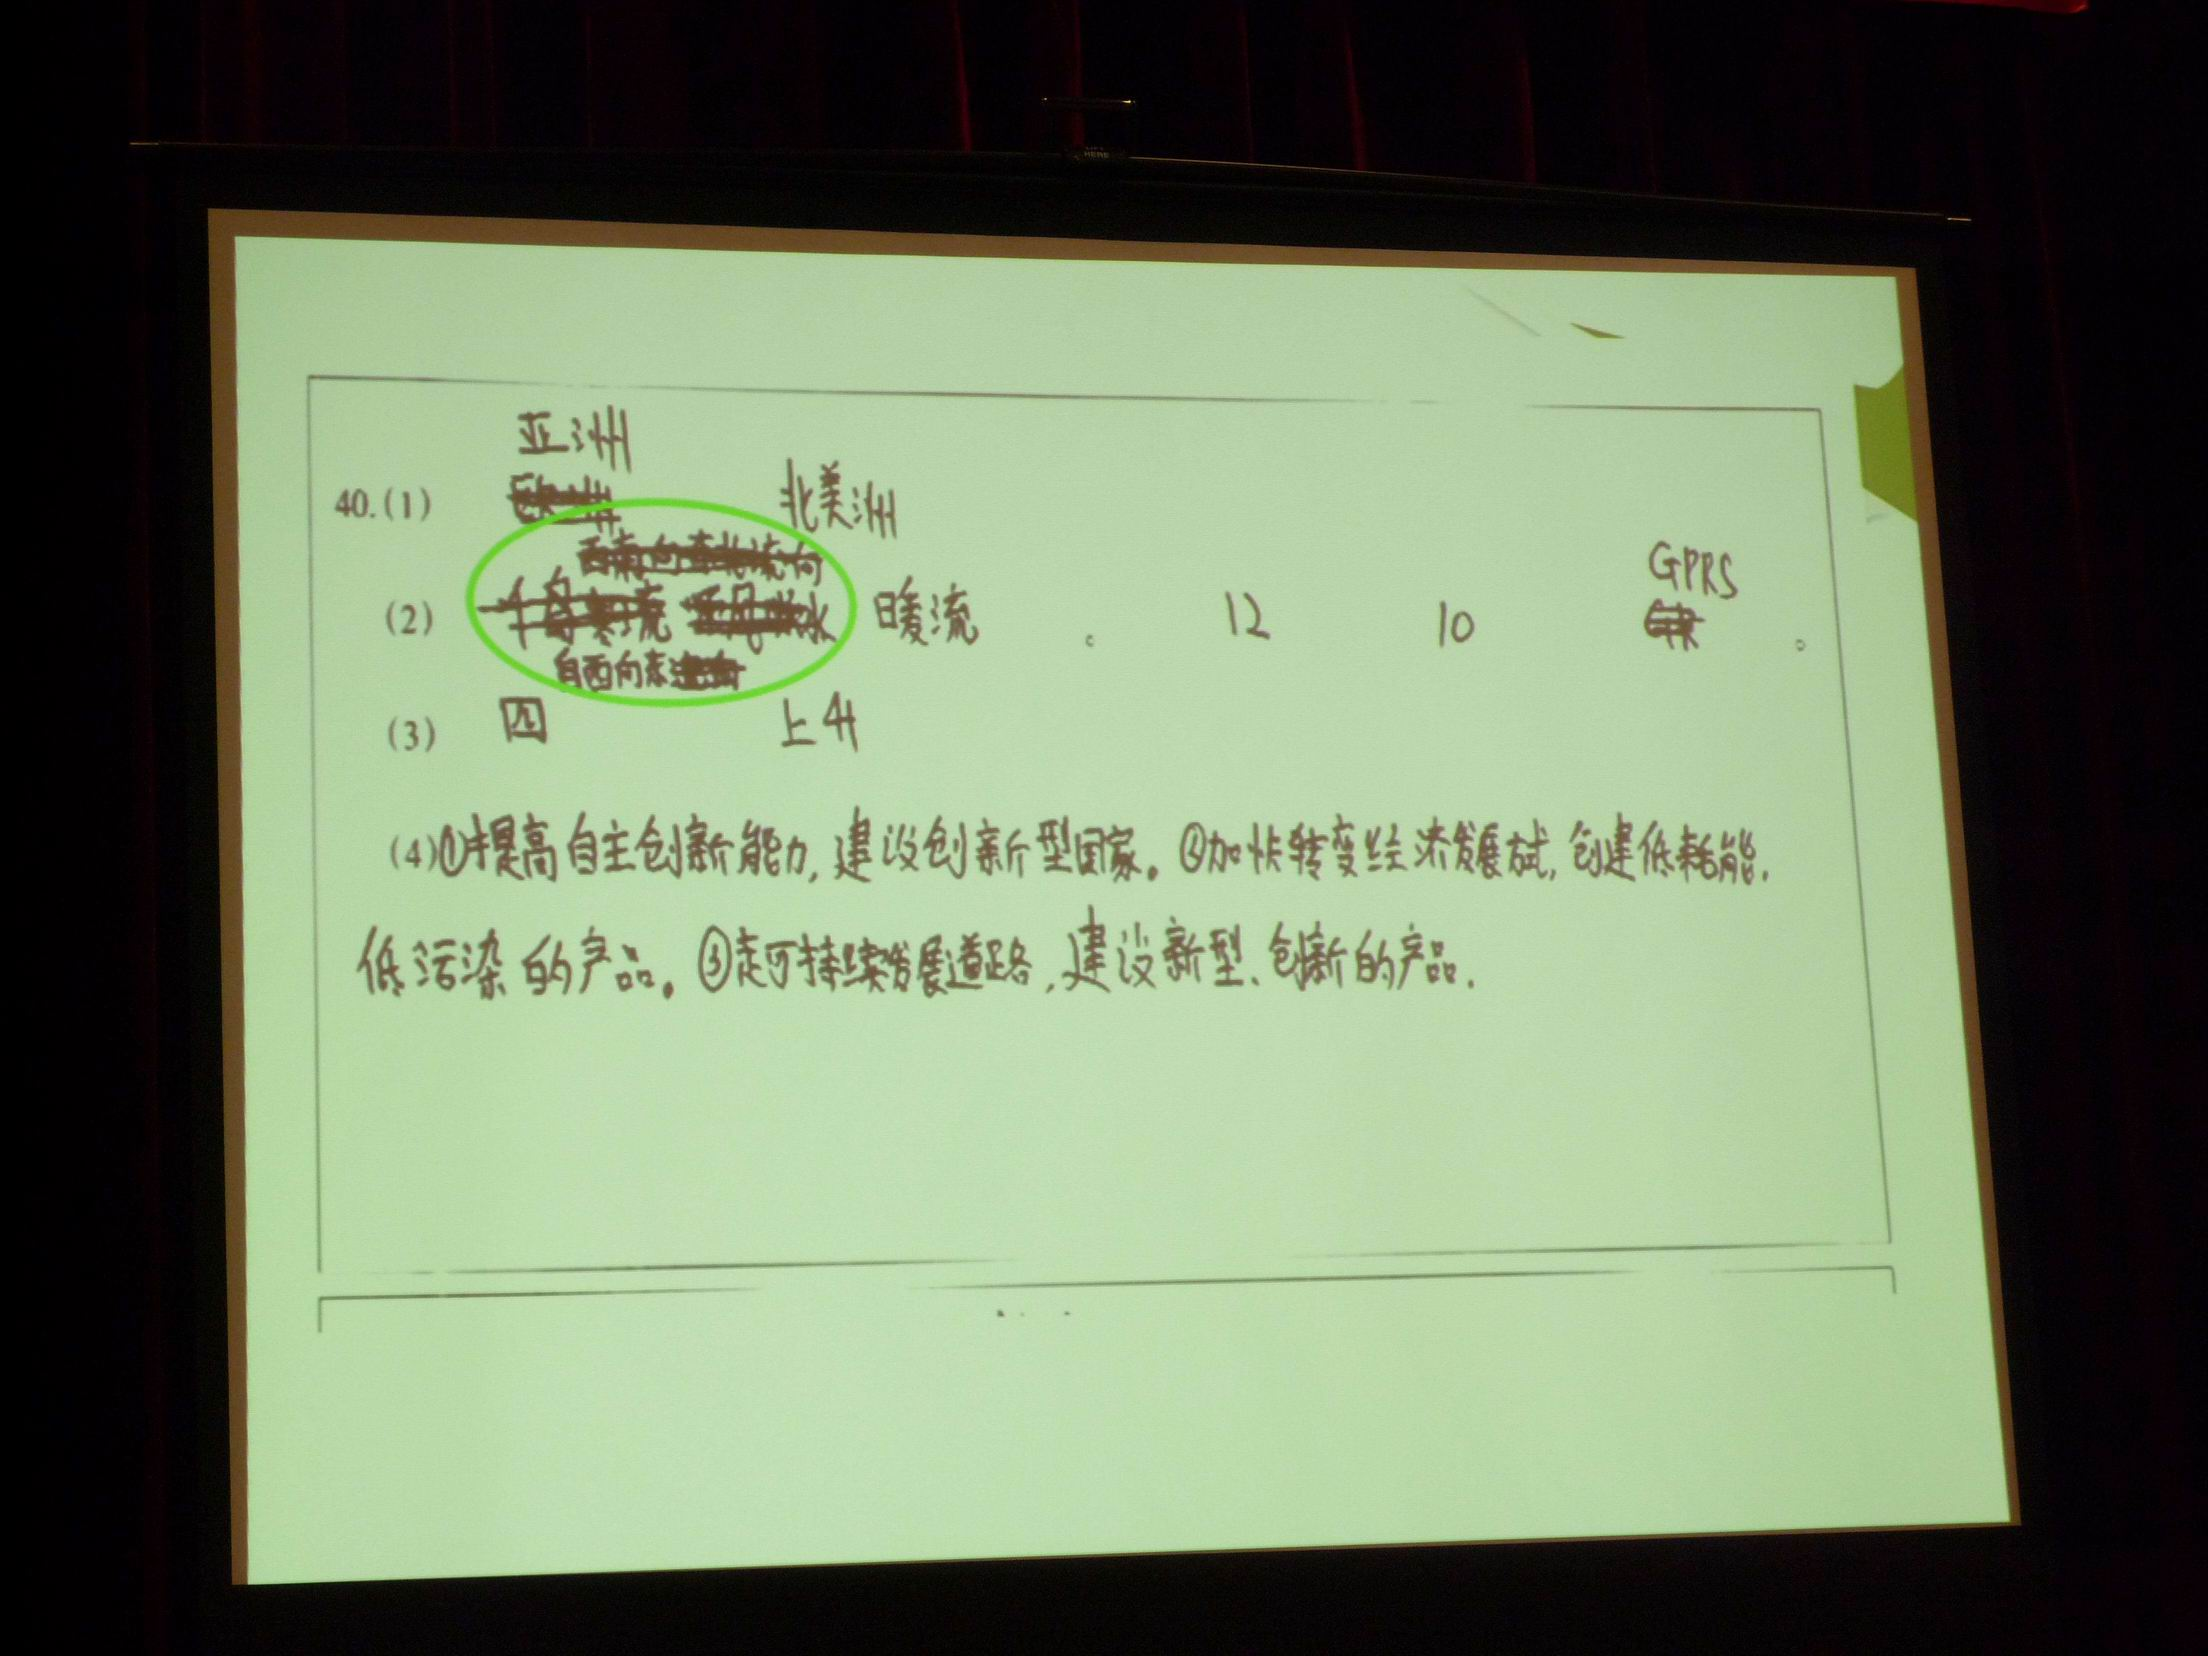 亚洲
40.(1) 北美洲
GPRS
(2) 暖流 。 12 10 。
自西向东
(3) 四 上升
(4)①提高自主创新能力,建设创新型国家。②加快转变经济发展方式,创建低耗能.
低污染的产品。③走可持续发展道路,建设新型、创新的产品.